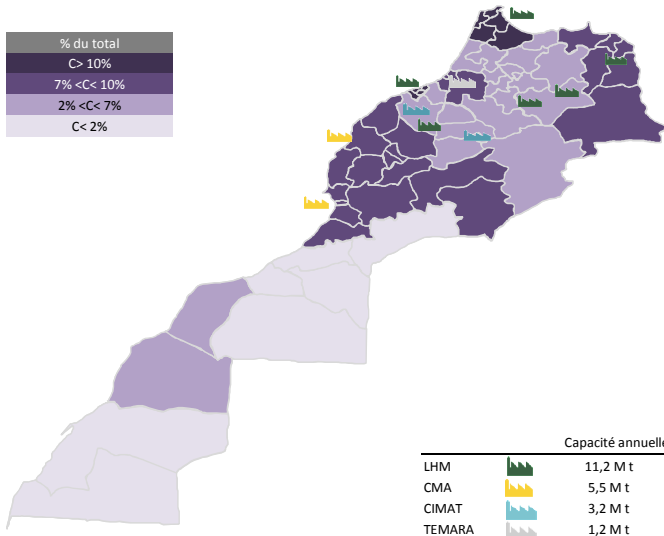 % du total
C> 10%
7% <C< 10%
2% <C< 7%
C< 2%
Capacité annuelle
LHM 11,2 M t
CMA 5,5 M t
CIMAT 3,2 M t
TEMARA 1,2 M t